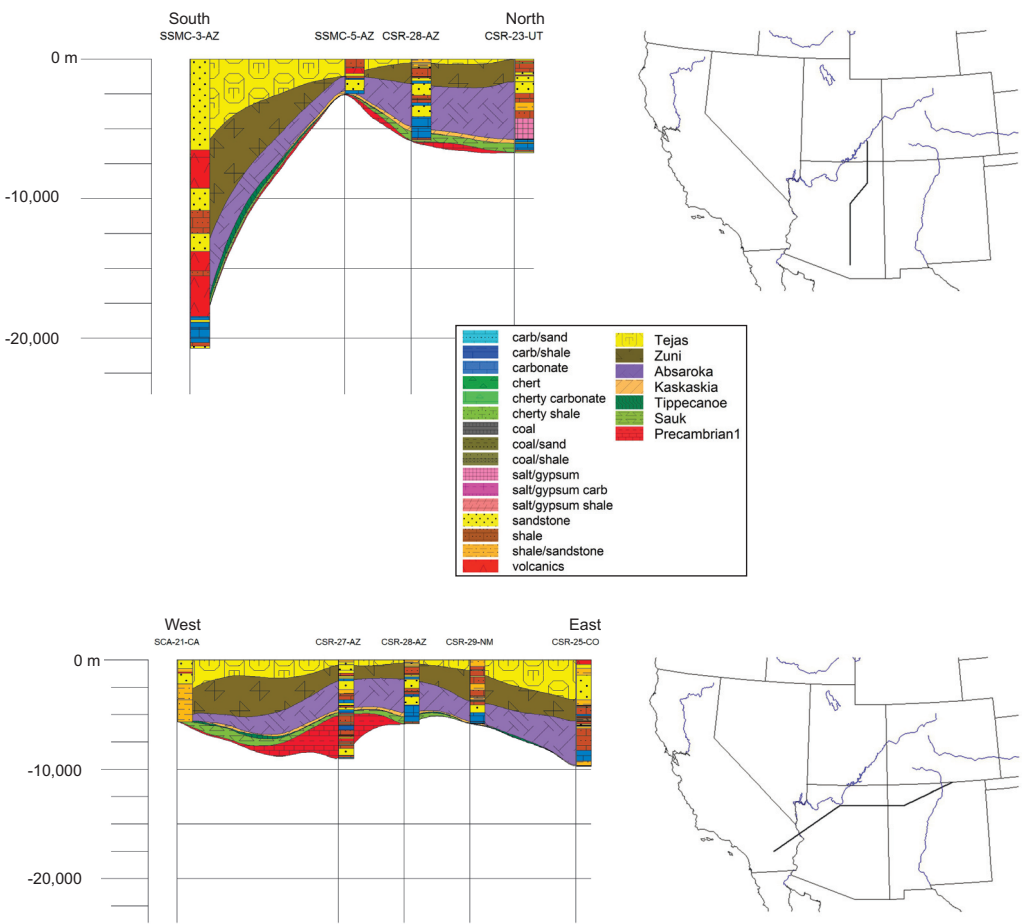 South
North
SSMC-3-AZ
SSMC-5-AZ
CSR-28-AZ
CSR-23-UT
0 m
-10,000
-20,000
carb/sand
carb/shale
carbonate
chert
cherty carbonate
cherty shale
coal
coal/sand
coal/shale
salt/gypsum
salt/gypsum carb
salt/gypsum shale
sandstone
shale
shale/sandstone
volcanics
Tejas
Zuni
Absaroka
Kaskaskia
Tippecanoe
Sauk
Precambrian1
West
East
SCA-21-CA
CSR-27-AZ
CSR-28-AZ
CSR-29-NM
CSR-25-CO
0 m
-10,000
-20,000